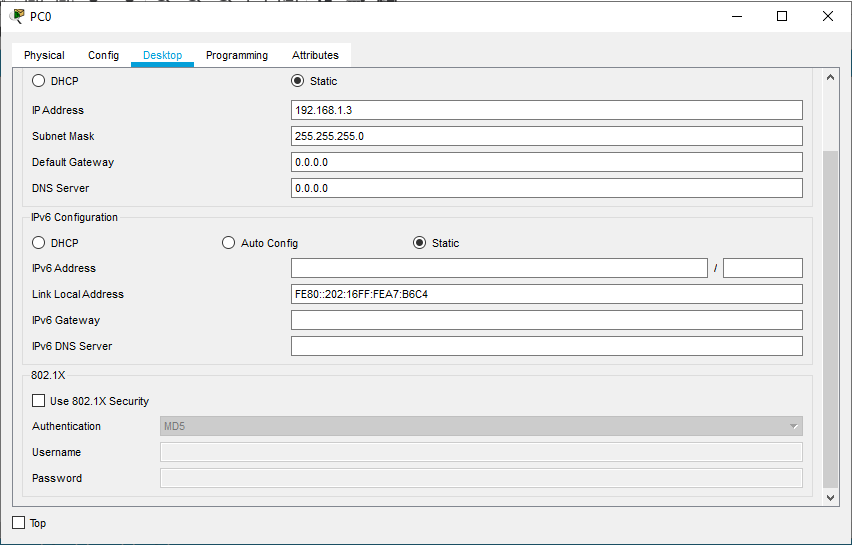 PC0
Physical Config Desktop Programming Attributes
DHCP Static
IP Address 192.168.1.3
Subnet Mask 255.255.255.0
Default Gateway 0.0.0.0
DNS Server 0.0.0.0
IPv6 Configuration
DHCP Auto Config Static
IPv6 Address /
Link Local Address FE80::202:16FF:FEA7:B6C4
IPv6 Gateway
IPv6 DNS Server
802.1X
Use 802.1X Security
Authentication MD5
Username
Password
Top